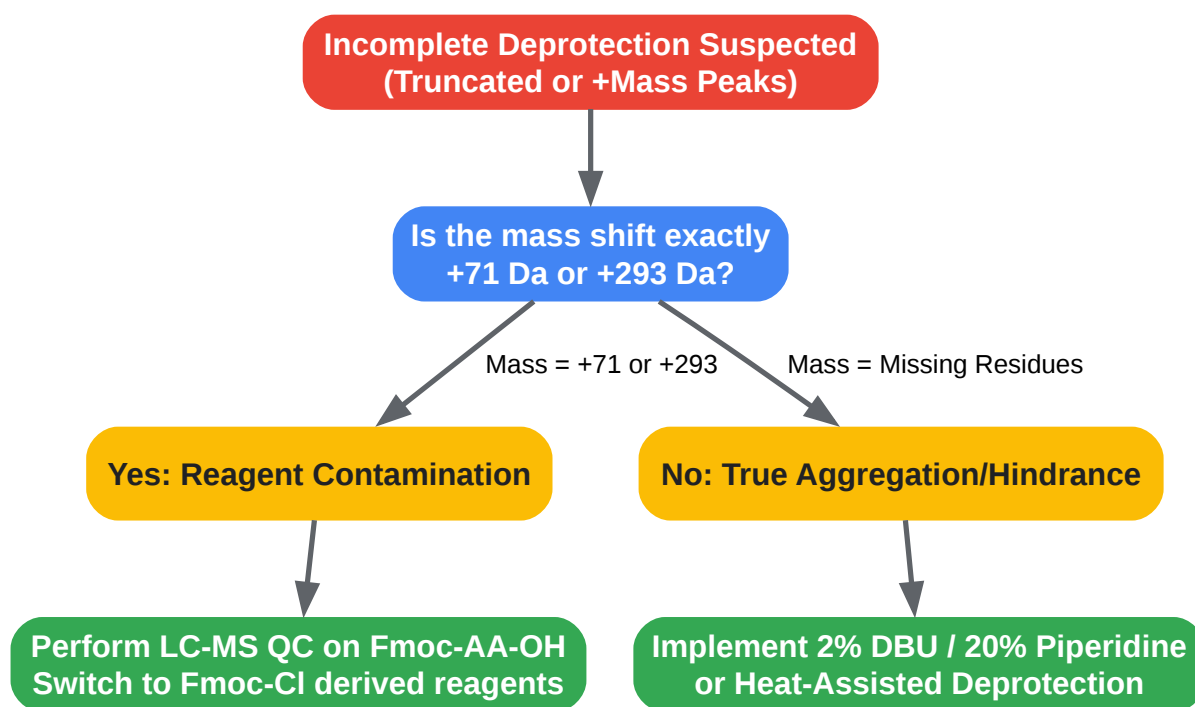 Incomplete Deprotection Suspected
(Truncated or +Mass Peaks)
Is the mass shift exactly
+71 Da or +293 Da?
Mass = +71 or +293
Mass = Missing Residues
Yes: Reagent Contamination
No: True Aggregation/Hindrance
Perform LC-MS QC on Fmoc-AA-OH
Switch to Fmoc-Cl derived reagents
Implement 2% DBU / 20% Piperidine
or Heat-Assisted Deprotection